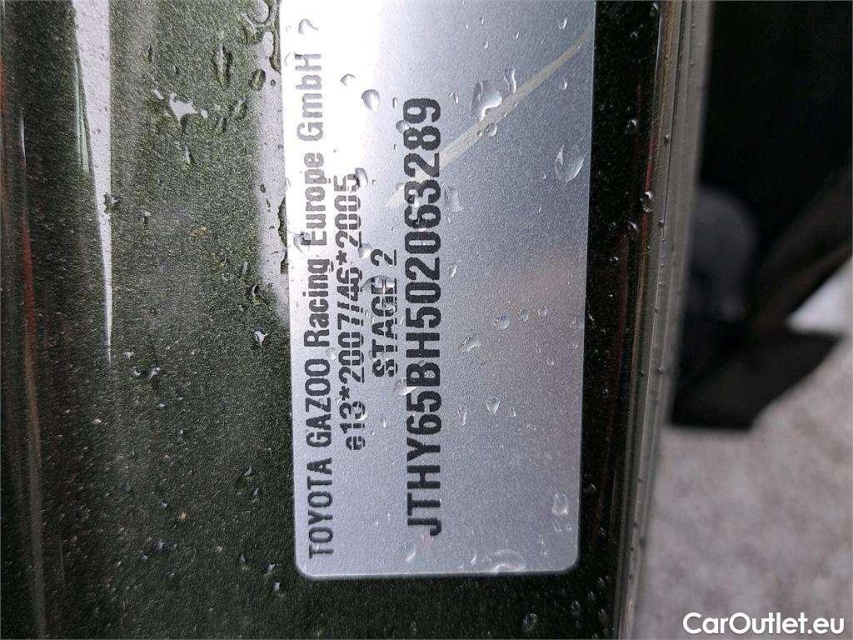 TOYOTA GAZOO Racing Europe GmbH ?
e13*2007/46*2005
STAGE 2
JTHY65BH502063289
CarOutlet.eu